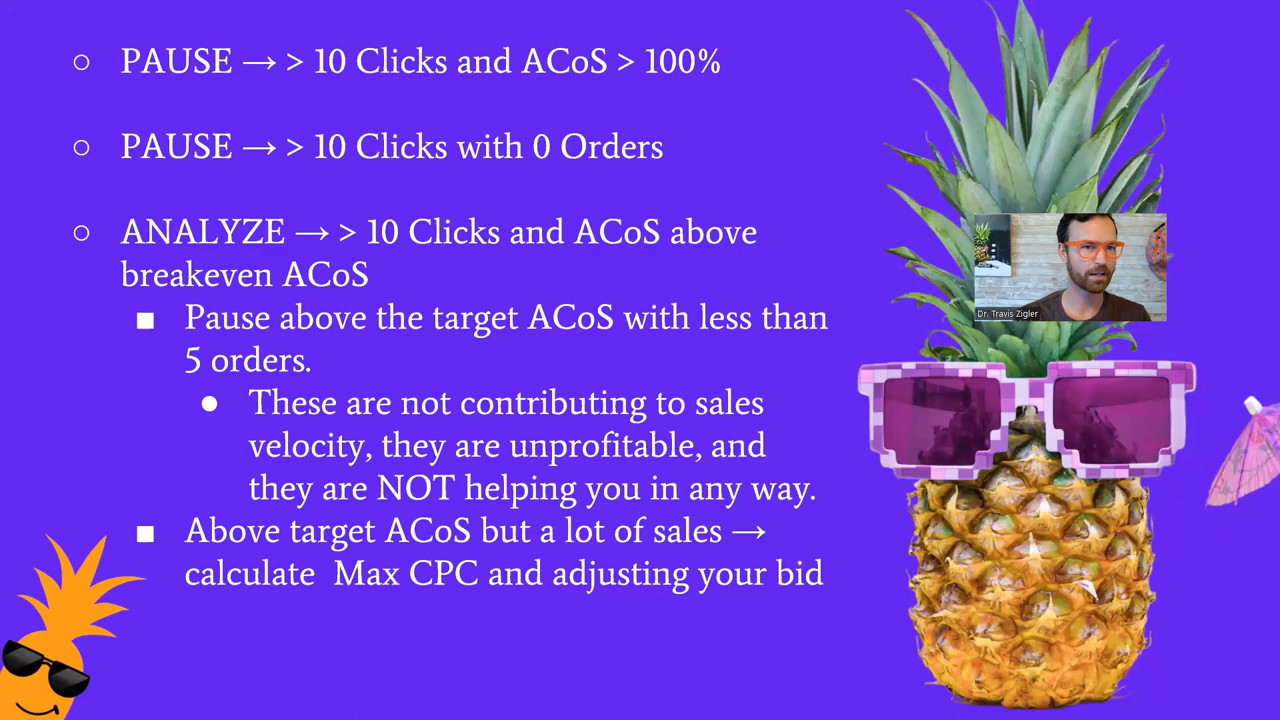 ○ PAUSE → > 10 Clicks and ACoS > 100%
○ PAUSE → > 10 Clicks with 0 Orders
○ ANALYZE → > 10 Clicks and ACoS above
breakeven ACoS
■ Pause above the target ACoS with less than
5 orders.
● These are not contributing to sales
velocity, they are unprofitable, and
they are NOT helping you in any way.
■ Above target ACoS but a lot of sales →
calculate  Max CPC and adjusting your bid
Dr. Travis Zigler